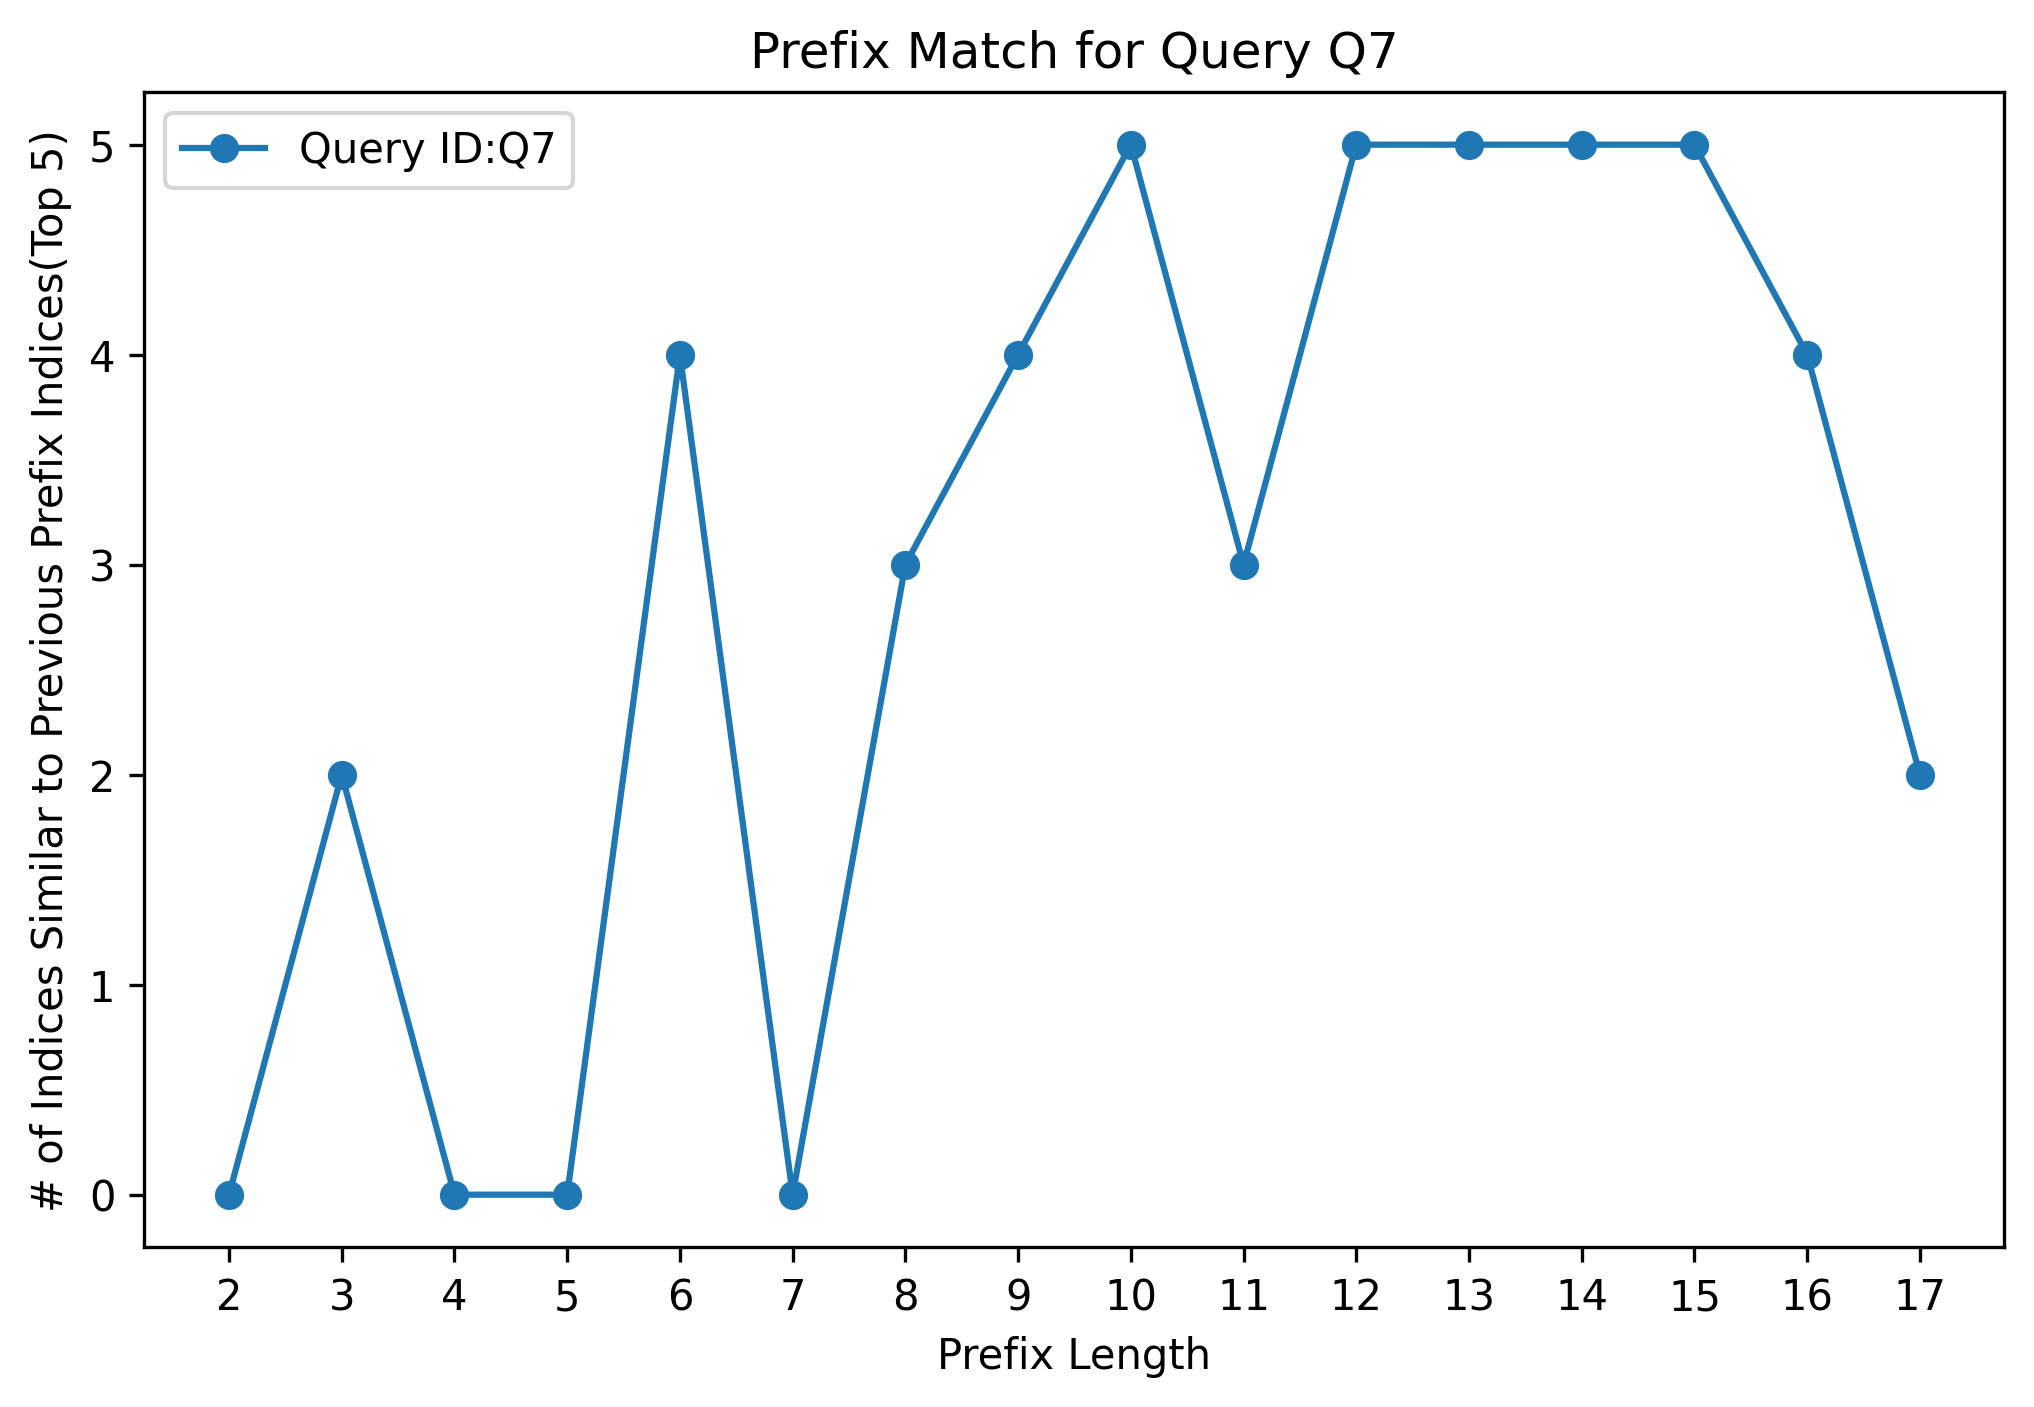 Prefix Match for Query Q7
Query ID:Q7
# of Indices Similar to Previous Prefix Indices(Top 5)
5
4
3
2
1
0
2 3 4 5 6 7 8 9 10 11 12 13 14 15 16 17
Prefix Length